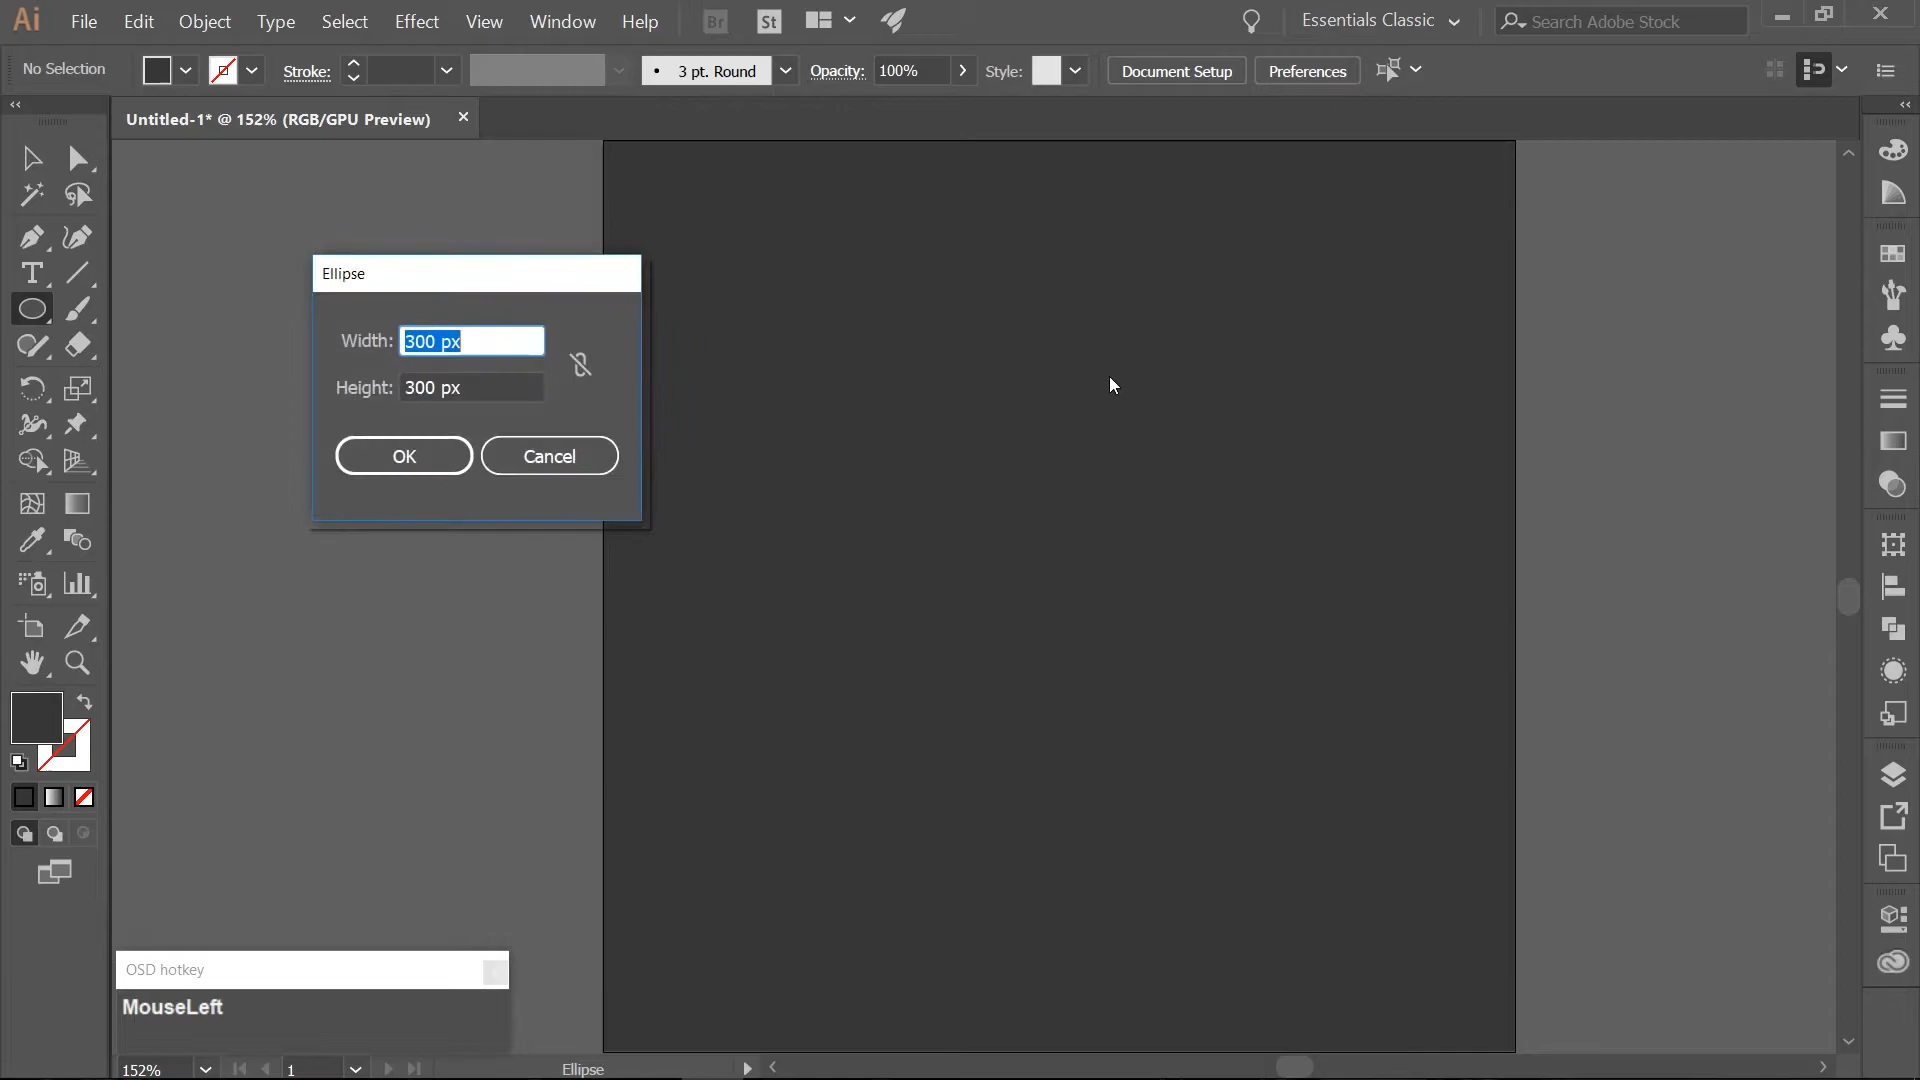 Ai File Edit Object Type Select Effect View Window Help Br St Essentials Classic Search Adobe Stock
No Selection Stroke: 3 pt. Round Opacity: 100% Style: Document Setup Preferences
Untitled-1* @ 152% (RGB/GPU Preview)
Ellipse
Width: 300 px
Height: 300 px
OK Cancel
OSD hotkey
MouseLeft
152% 1 Ellipse